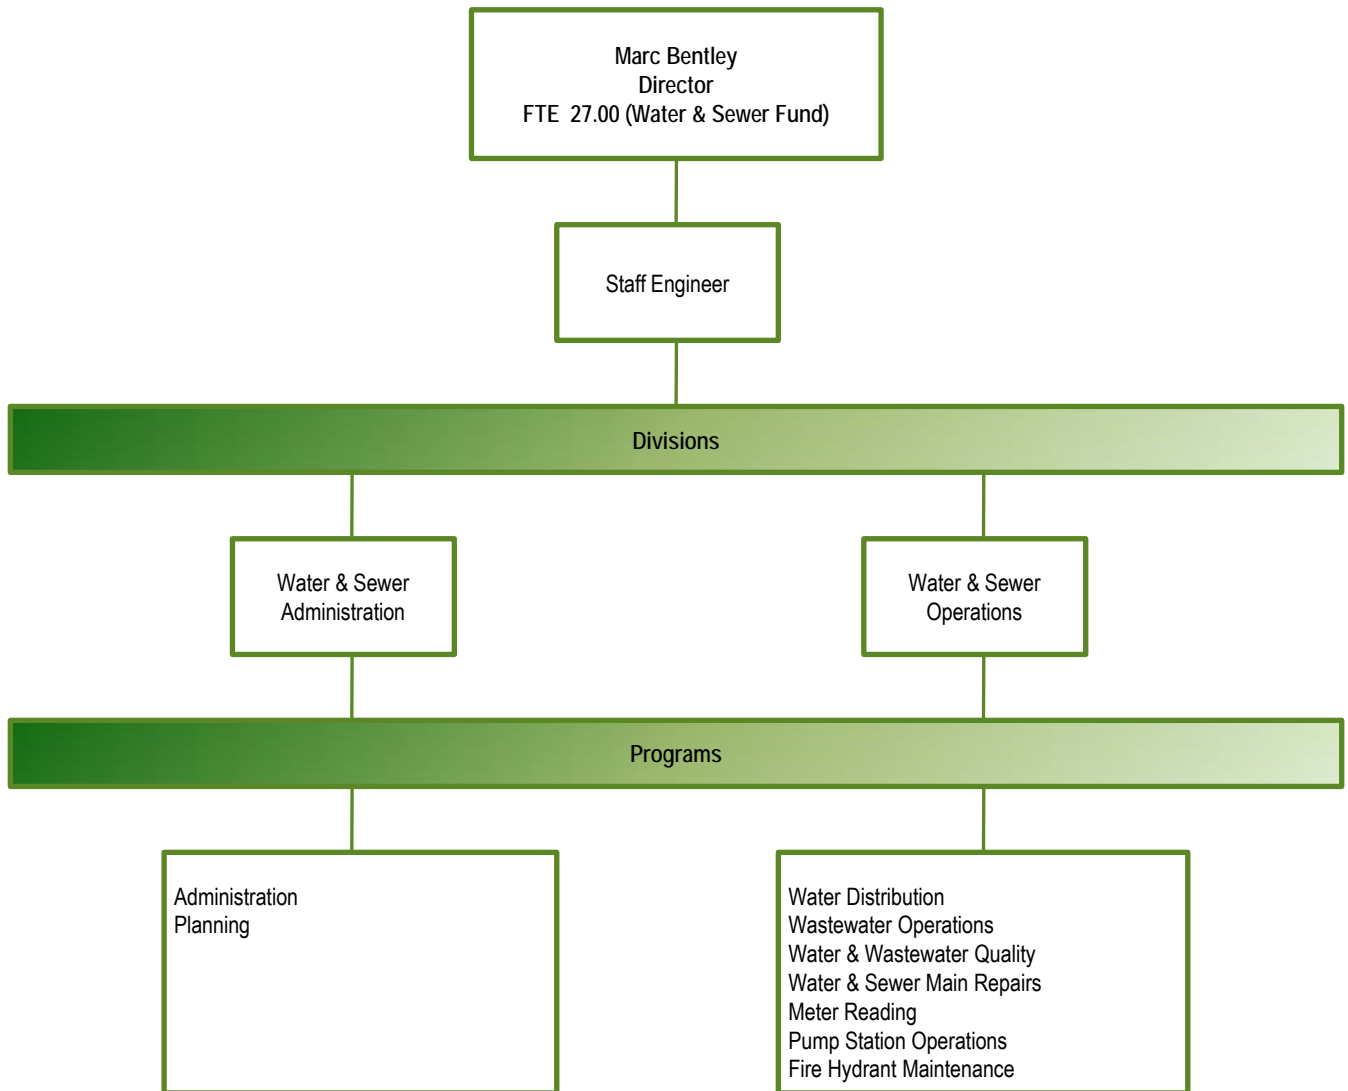 Marc Bentley
Director
FTE 27.00 (Water & Sewer Fund)
Staff Engineer
Divisions
Water & Sewer
Administration
Water & Sewer
Operations
Programs
Administration
Planning
Water Distribution
Wastewater Operations
Water & Wastewater Quality
Water & Sewer Main Repairs
Meter Reading
Pump Station Operations
Fire Hydrant Maintenance